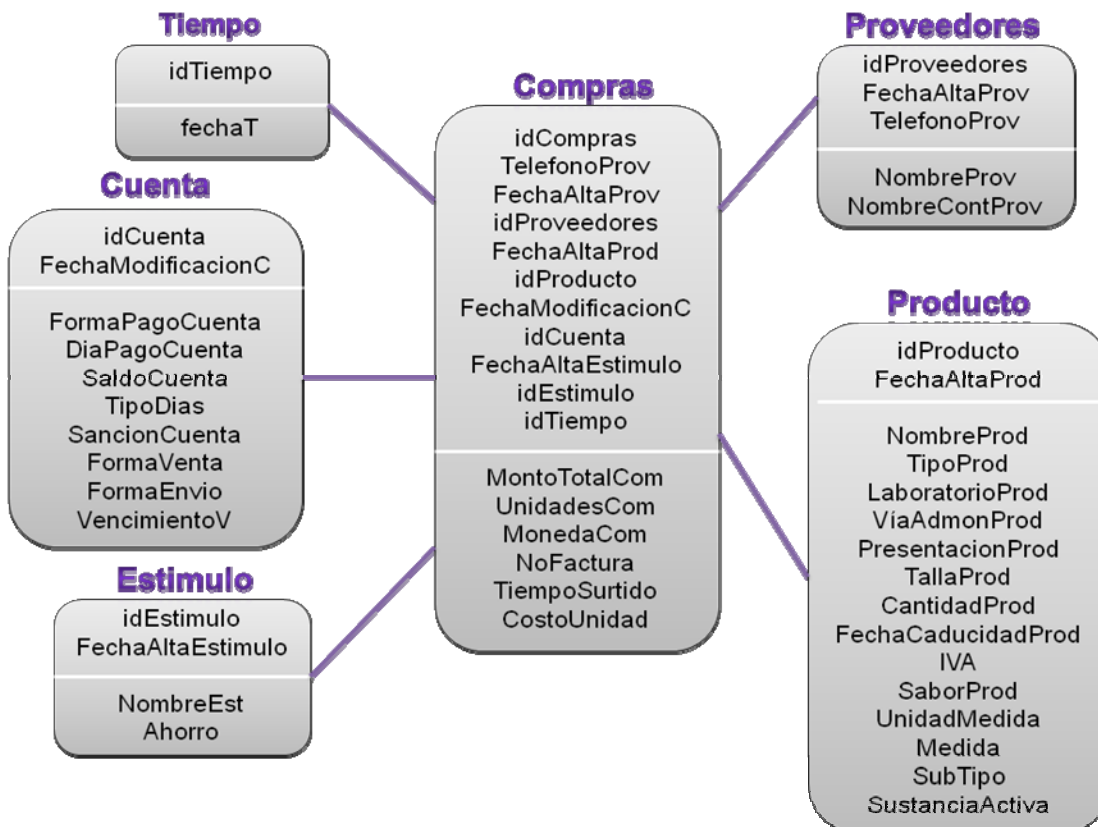 Tiempo
idTiempo
fechaT
Cuenta
idCuenta
FechaModificacionC
FormaPagoCuenta
DiaPagoCuenta
SaldoCuenta
TipoDias
SancionCuenta
FormaVenta
FormaEnvio
VencimientoV
Estimulo
idEstimulo
FechaAltaEstimulo
NombreEst
Ahorro
Compras
idCompras
TelefonoProv
FechaAltaProv
idProveedores
FechaAltaProd
idProducto
FechaModificacionC
idCuenta
FechaAltaEstimulo
idEstimulo
idTiempo
MontoTotalCom
UnidadesCom
MonedaCom
NoFactura
TiempoSurtido
CostoUnidad
Proveedores
idProveedores
FechaAltaProv
TelefonoProv
NombreProv
NombreContProv
Producto
idProducto
FechaAltaProd
NombreProd
TipoProd
LaboratorioProd
VíaAdmonProd
PresentacionProd
TallaProd
CantidadProd
FechaCaducidadProd
IVA
SaborProd
UnidadMedida
Medida
SubTipo
SustanciaActiva